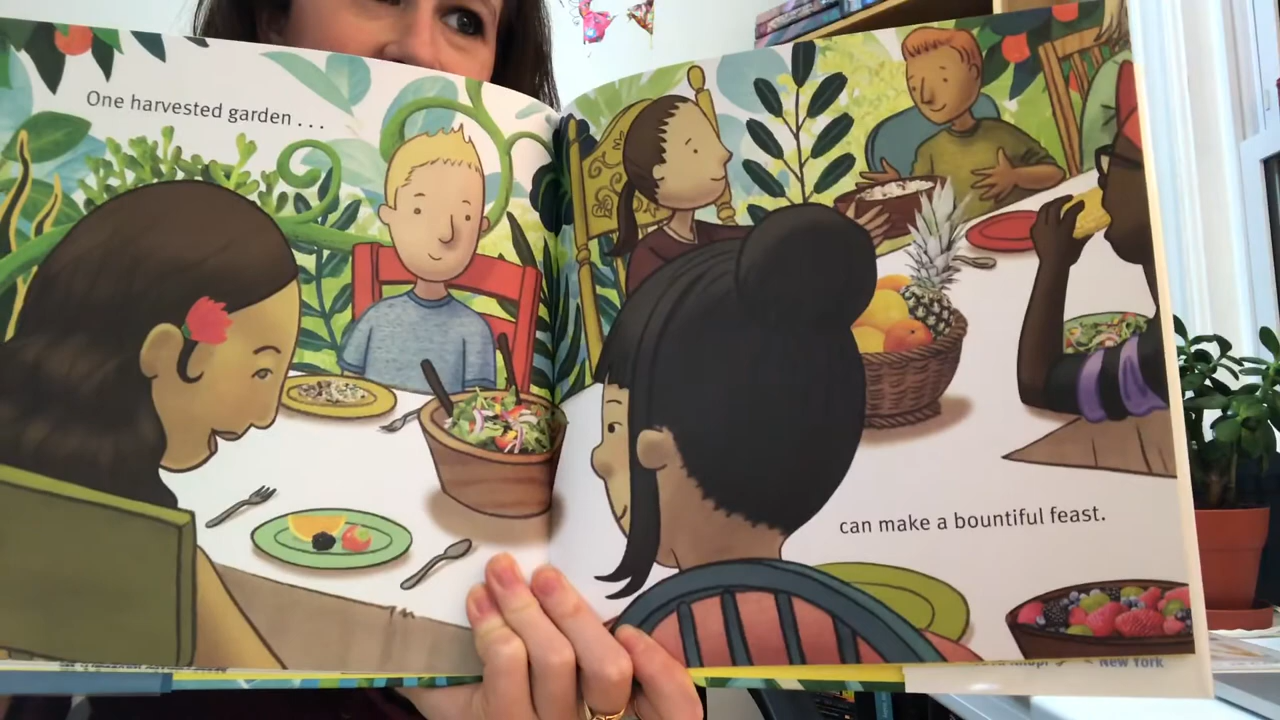 One harvested garden . . .
can make a bountiful feast.
New York